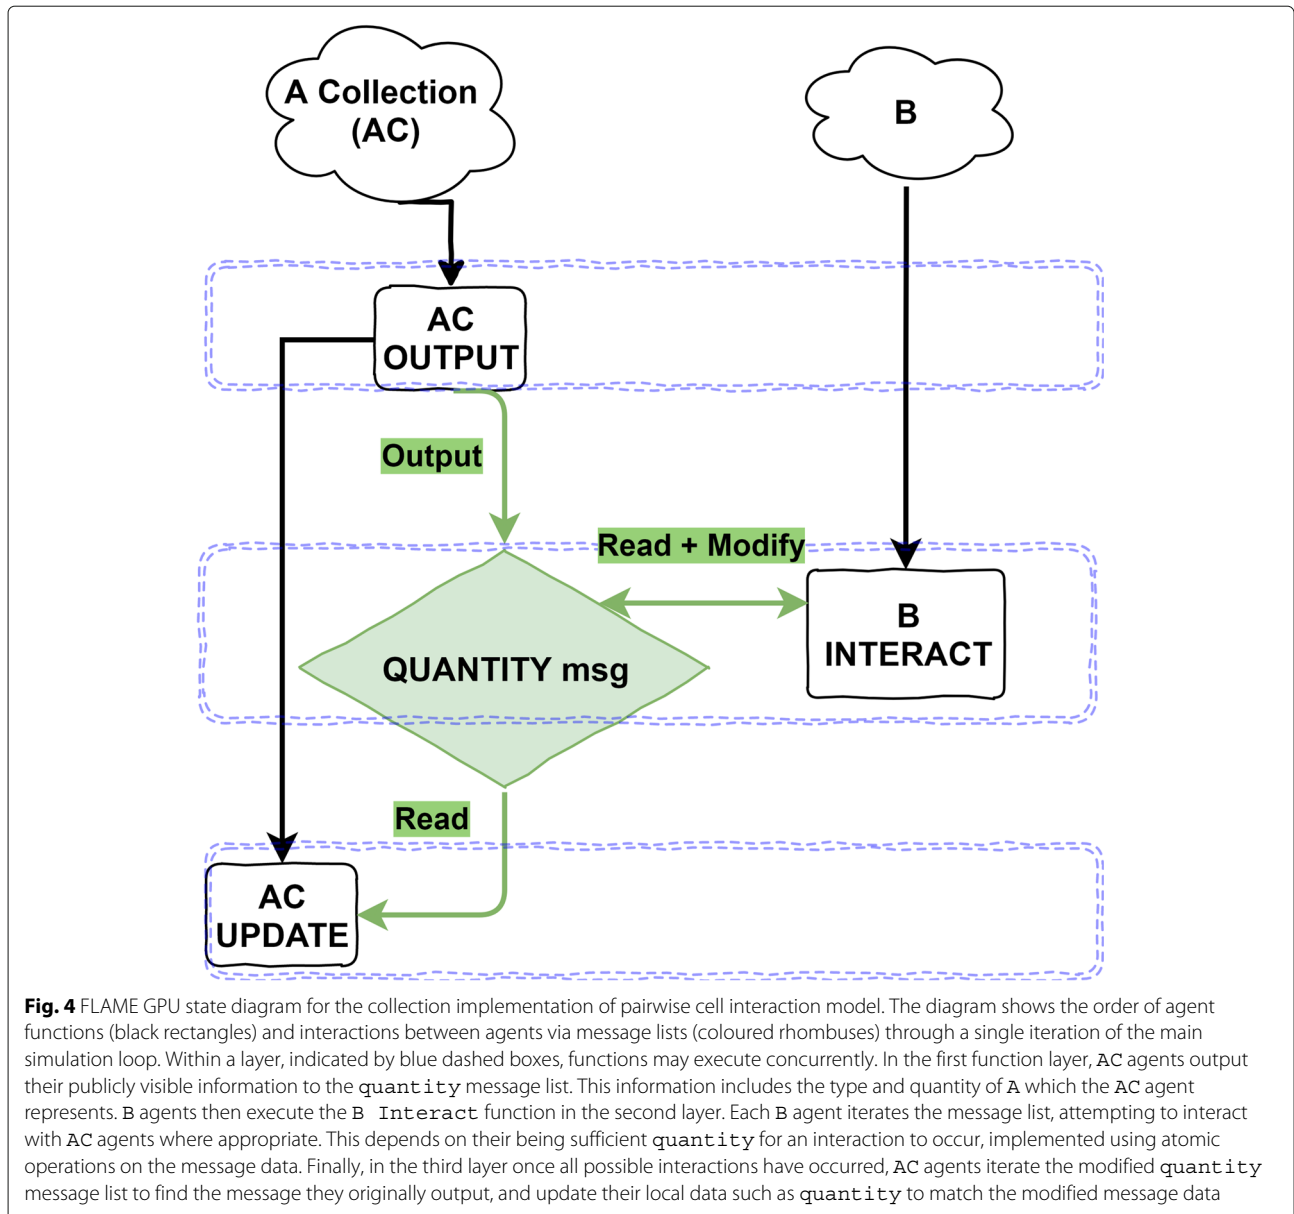 A Collection
(AC)
B
AC
OUTPUT
Output
Read + Modify
B
INTERACT
QUANTITY msg
Read
AC
UPDATE
Fig. 4 FLAME GPU state diagram for the collection implementation of pairwise cell interaction model. The diagram shows the order of agent
functions (black rectangles) and interactions between agents via message lists (coloured rhombuses) through a single iteration of the main
simulation loop. Within a layer, indicated by blue dashed boxes, functions may execute concurrently. In the first function layer, AC agents output
their publicly visible information to the quantity message list. This information includes the type and quantity of A which the AC agent
represents. B agents then execute the B Interact function in the second layer. Each B agent iterates the message list, attempting to interact
with AC agents where appropriate. This depends on their being sufficient quantity for an interaction to occur, implemented using atomic
operations on the message data. Finally, in the third layer once all possible interactions have occurred, AC agents iterate the modified quantity
message list to find the message they originally output, and update their local data such as quantity to match the modified message data